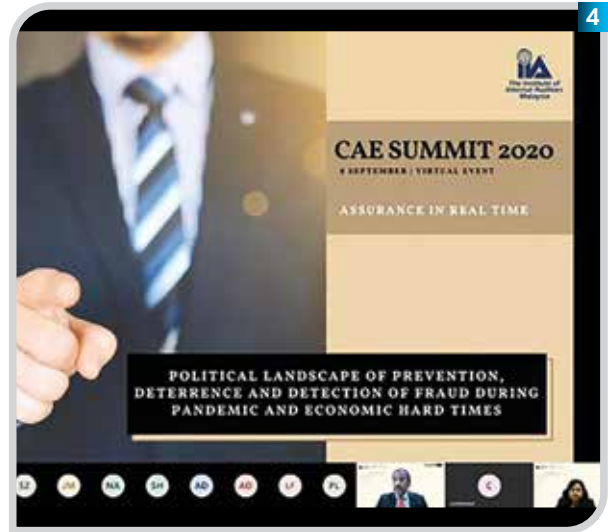 4
IIA
The Institute of
Internal Auditors
Malaysia
CAE SUMMIT 2020
SEPTEMBER | VIRTUAL EVENT
ASSURANCE IN REAL TIME
POLITICAL LANDSCAPE OF PREVENTION,
DETERRENCE AND DETECTION OF FRAUD DURING
PANDEMIC AND ECONOMIC HARD TIMES
SZ JM NA SH AD AO LF PL C